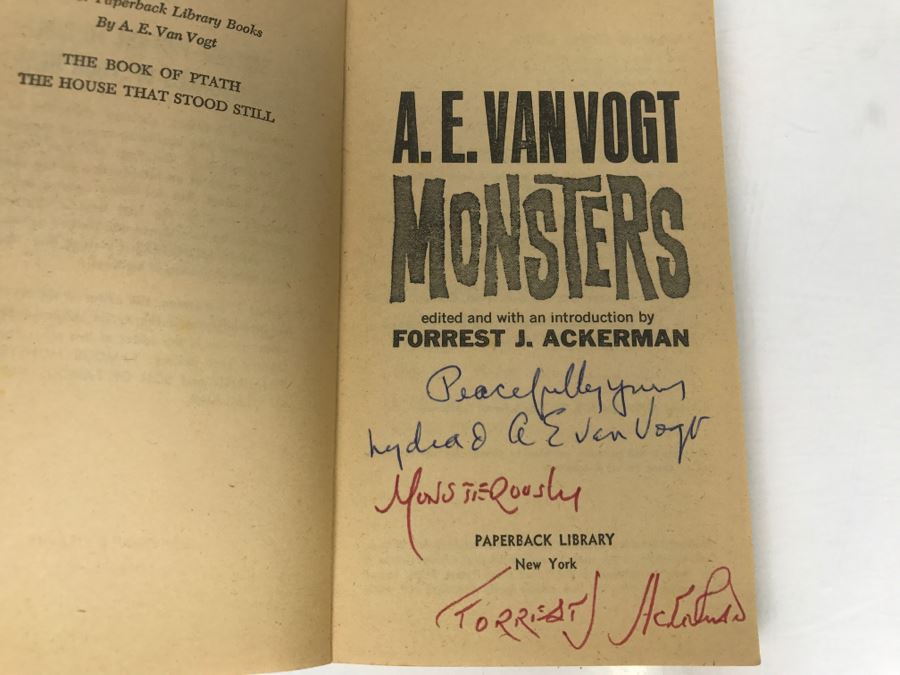 Paperback Library Books
By A. E. Van Vogt
THE BOOK OF PTATH
THE HOUSE THAT STOOD STILL
A. E. VAN VOGT
MONSTERS
edited and with an introduction by
FORREST J. ACKERMAN
Peacefully yours
Lydia & A E van Vogt
Monsterously
PAPERBACK LIBRARY
New York
Forrest J Ackerman